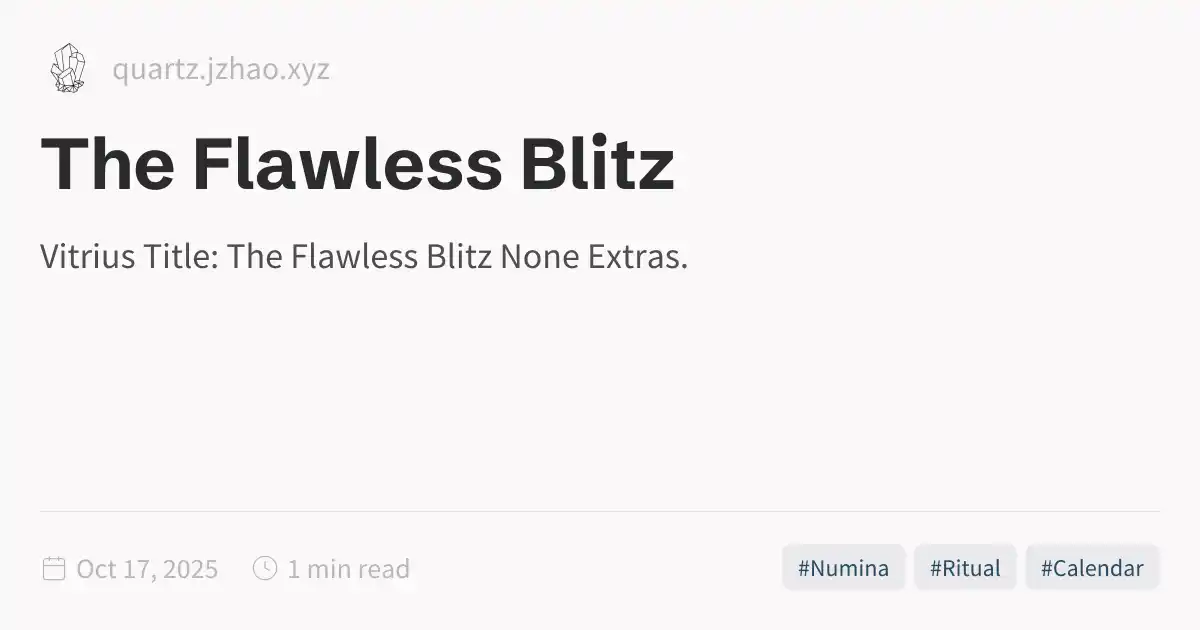 quartz.jzhao.xyz
The Flawless Blitz
Vitrius Title: The Flawless Blitz None Extras.
Oct 17, 2025 1 min read #Numina #Ritual #Calendar